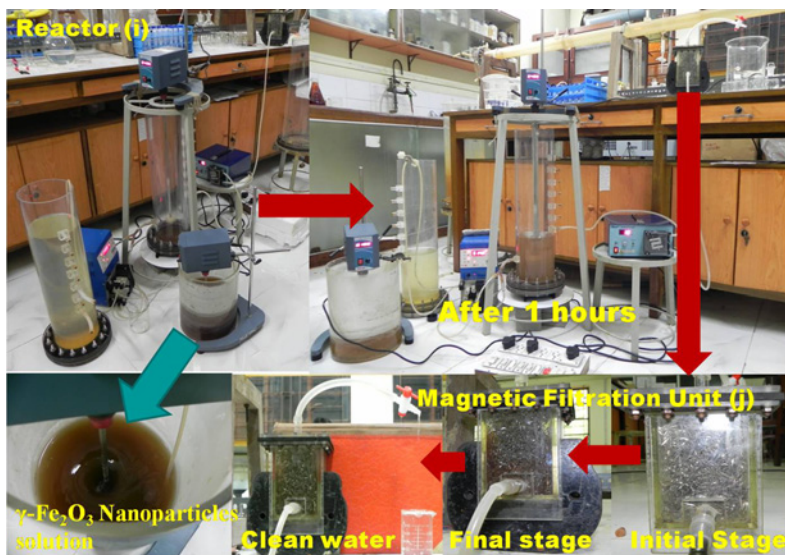 Reactor (i)
After 1 hours
Magnetic Filtration Unit (j)
γ-Fe₂O₃ Nanoparticles
solution
Clean water
Final stage
Initial Stage